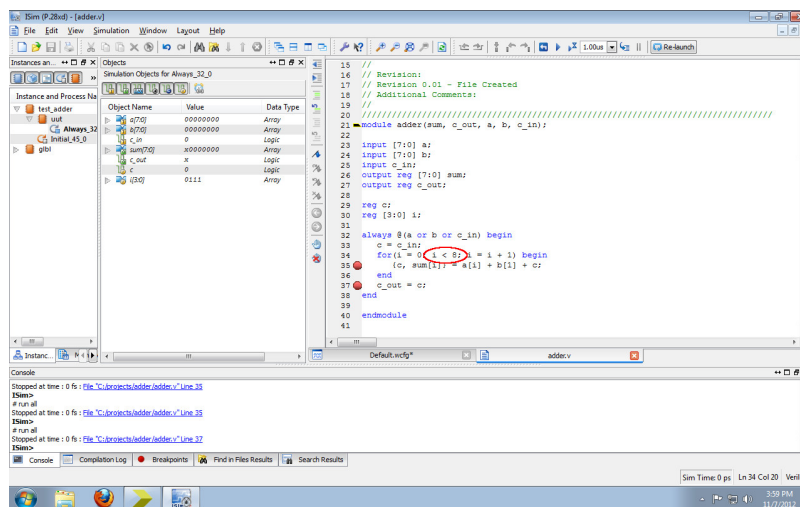 ISim (P.28xd) - [adder.v]
File Edit View Simulation Window Layout Help
1.00us Re-launch
Instances an... Objects
Simulation Objects for Always_32_0
Instance and Process Na
Object Name Value Data Type
test_adder
uut
Always_32
Initial_45_0
glbl
a[7:0] 00000000 Array
b[7:0] 00000000 Array
c_in 0 Logic
sum[7:0] x0000000 Array
c_out x Logic
c 0 Logic
i[3:0] 0111 Array
15 //
16 // Revision:
17 // Revision 0.01 - File Created
18 // Additional Comments:
19 //
20 ////////////////////////////////////////////////////////////////////////////////
21 module adder(sum, c_out, a, b, c_in);
22
23 input [7:0] a;
24 input [7:0] b;
25 input c_in;
26 output reg [7:0] sum;
27 output reg c_out;
28
29 reg c;
30 reg [3:0] i;
31
32 always @(a or b or c_in) begin
33 c = c_in;
34 for(i = 0; i < 8; i = i + 1) begin
35 {c, sum[i]} = a[i] + b[i] + c;
36 end
37 c_out = c;
38 end
39
40 endmodule
41
Instanc...
Default.wcfg* adder.v
Console
Stopped at time : 0 fs : File "C:/projects/adder/adder.v" Line 35
ISim>
# run all
Stopped at time : 0 fs : File "C:/projects/adder/adder.v" Line 35
ISim>
# run all
Stopped at time : 0 fs : File "C:/projects/adder/adder.v" Line 37
ISim>
Console Compilation Log Breakpoints Find in Files Results Search Results
Sim Time: 0 ps Ln 34 Col 20 Veril
3:59 PM
11/7/2012